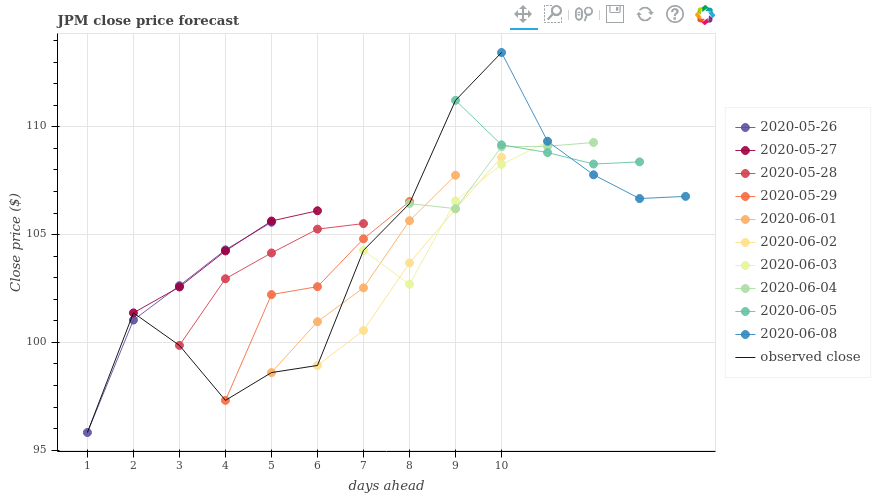 JPM close price forecast
Close price ($)
110
105
100
95
1 2 3 4 5 6 7 8 9 10
days ahead
2020-05-26
2020-05-27
2020-05-28
2020-05-29
2020-06-01
2020-06-02
2020-06-03
2020-06-04
2020-06-05
2020-06-08
observed close